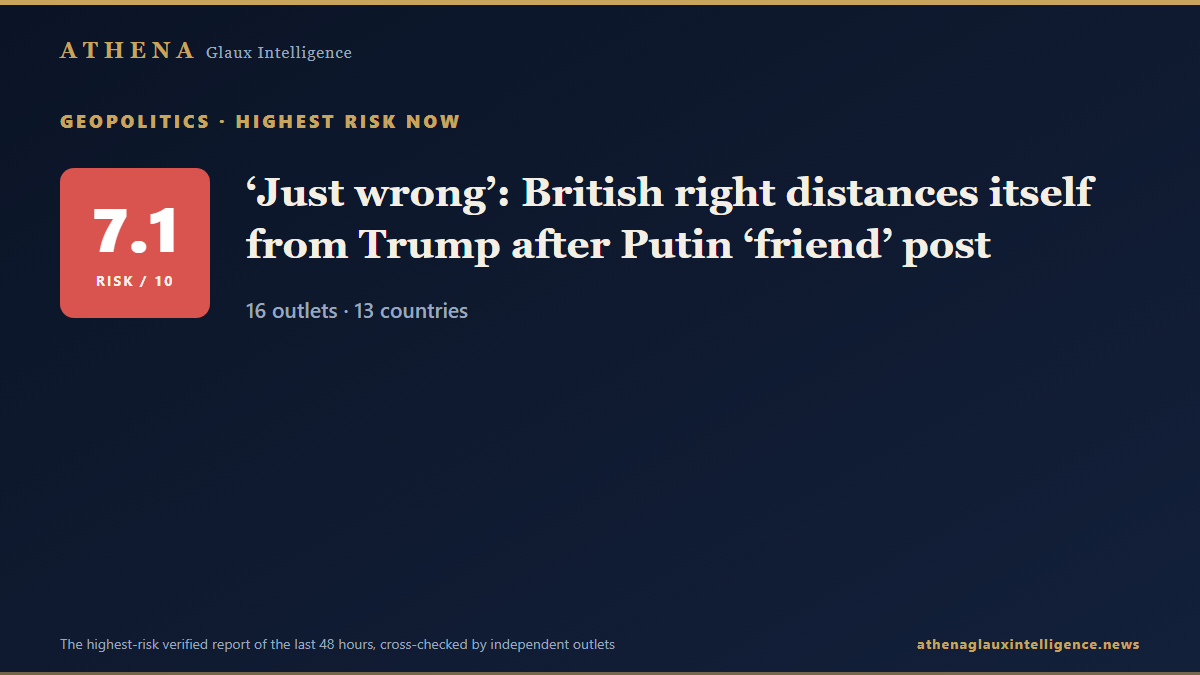 ATHENA Glaux Intelligence
GEOPOLITICS · HIGHEST RISK NOW
7.1
RISK / 10
‘Just wrong’: British right distances itself
from Trump after Putin ‘friend’ post
16 outlets · 13 countries
The highest-risk verified report of the last 48 hours, cross-checked by independent outlets
athenaglauxintelligence.news